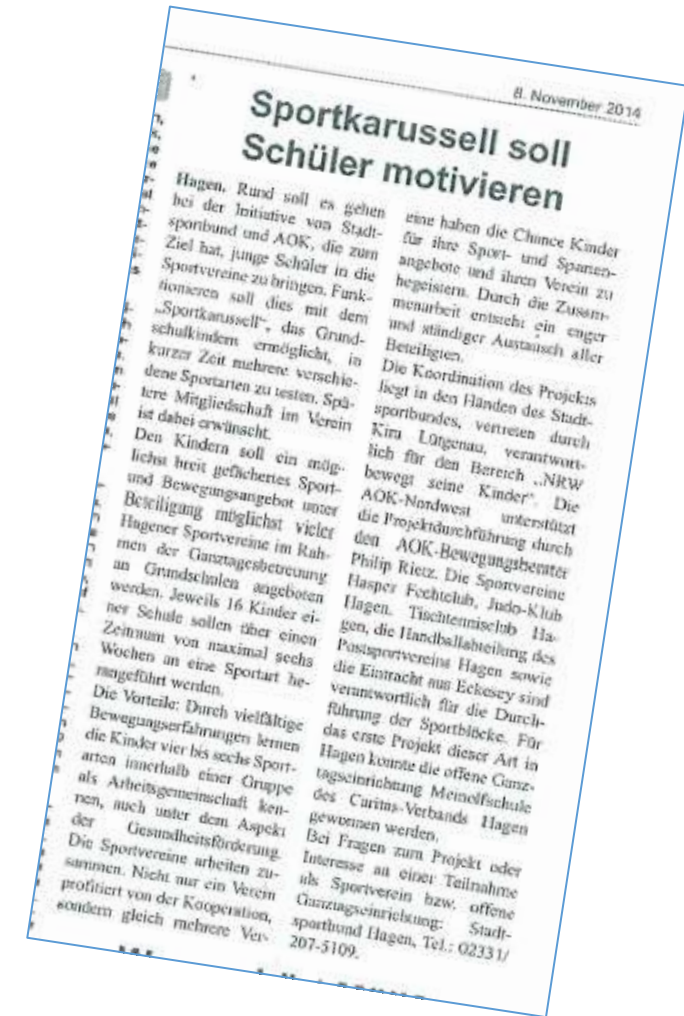 8. November 2014
Sportkarussell soll
Schüler motivieren
Hagen. Rund soll es gehen
bei der Initiative von Stadt-
sportbund und AOK, die zum
Ziel hat, junge Schüler in die
Sportvereine zu bringen. Funk-
tionieren soll dies mit dem
„Sportkarussell“, das Grund-
schulkindern ermöglicht, in
kurzer Zeit mehrere verschie-
dene Sportarten zu testen. Spä-
tere Mitgliedschaft im Verein
ist dabei erwünscht.
Den Kindern soll ein mög-
lichst breit gefächertes Sport-
und Bewegungsangebot unter
Beteiligung möglichst vieler
Hagener Sportvereine im Rah-
men der Ganztagesbetreuung
an Grundschulen angeboten
werden. Jeweils 16 Kinder ei-
ner Schule sollen über einen
Zeitraum von maximal sechs
Wochen an eine Sportart he-
rangeführt werden.
Die Vorteile: Durch vielfältige
Bewegungserfahrungen lernen
die Kinder vier bis sechs Sport-
arten innerhalb einer Gruppe
als Arbeitsgemeinschaft ken-
nen, auch unter dem Aspekt
der Gesundheitsförderung.
Die Sportvereine arbeiten zu-
sammen. Nicht nur ein Verein
profitiert von der Kooperation,
sondern gleich mehrere Ver-
eine haben die Chance Kinder
für ihre Sport- und Sparten-
angebote und ihren Verein zu
begeistern. Durch die Zusam-
menarbeit entsteht ein enger
und ständiger Austausch aller
Beteiligten.
Die Koordination des Projekts
liegt in den Händen des Stadt-
sportbundes, vertreten durch
Kira Lütgenau, verantwort-
lich für den Bereich „NRW
bewegt seine Kinder“. Die
AOK-Nordwest unterstützt
die Projektdurchführung durch
den AOK-Bewegungsberater
Philip Rietz. Die Sportvereine
Hasper Fechtclub, Judo-Klub
Hagen, Tischtennisclub Ha-
gen, die Handballabteilung des
Postsportvereins Hagen sowie
die Eintracht aus Eckesey sind
verantwortlich für die Durch-
führung der Sportblöcke. Für
das erste Projekt dieser Art in
Hagen konnte die offene Ganz-
tagseinrichtung Meinolfschule
des Caritas-Verbands Hagen
gewonnen werden.
Bei Fragen zum Projekt oder
Interesse an einer Teilnahme
als Sportverein bzw. offene
Ganztagseinrichtung: Stadt-
sportbund Hagen, Tel.: 02331/
207-5109.